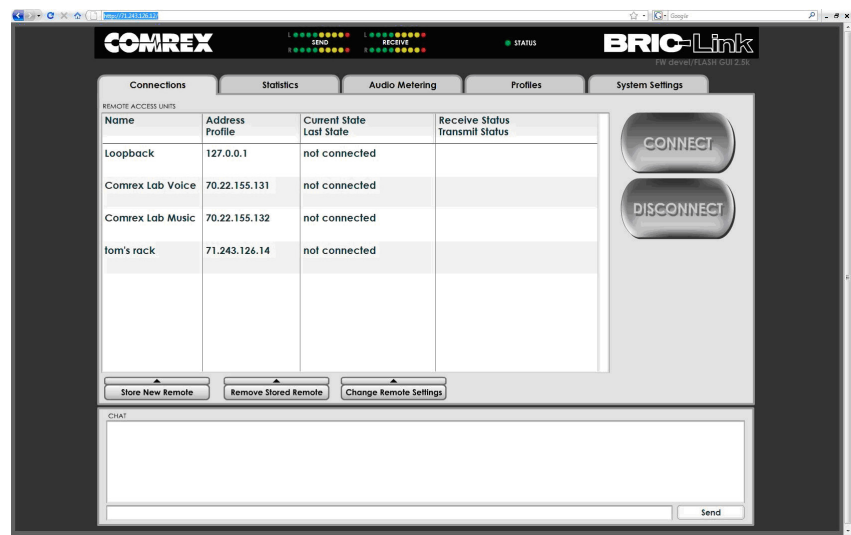 http://71.243.126.12/
Google
COMREX
L
SEND
R
L
RECEIVE
R
STATUS
BRIC-Link
FW devel/FLASH GUI 2.5k
Connections
Statistics
Audio Metering
Profiles
System Settings
REMOTE ACCESS UNITS
Name
Address
Profile
Current State
Last State
Receive Status
Transmit Status
Loopback 127.0.0.1 not connected
Comrex Lab Voice 70.22.155.131 not connected
Comrex Lab Music 70.22.155.132 not connected
tom's rack 71.243.126.14 not connected
CONNECT
DISCONNECT
Store New Remote
Remove Stored Remote
Change Remote Settings
CHAT
Send